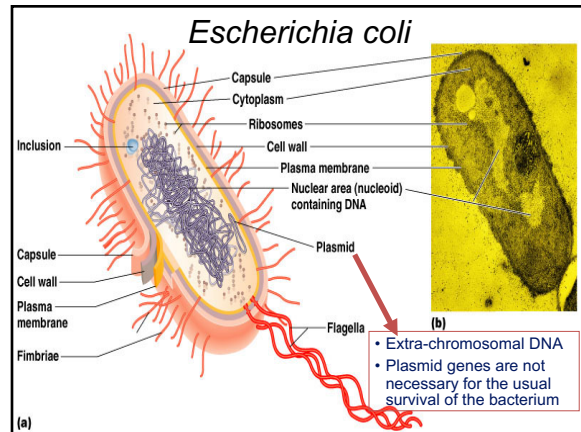 Escherichia coli
Capsule
Cytoplasm
Ribosomes
Inclusion
Cell wall
Plasma membrane
Nuclear area (nucleoid)
containing DNA
Plasmid
Capsule
Cell wall
Plasma
membrane
Fimbriae
Flagella
(b)
• Extra-chromosomal DNA
• Plasmid genes are not
necessary for the usual
survival of the bacterium
(a)